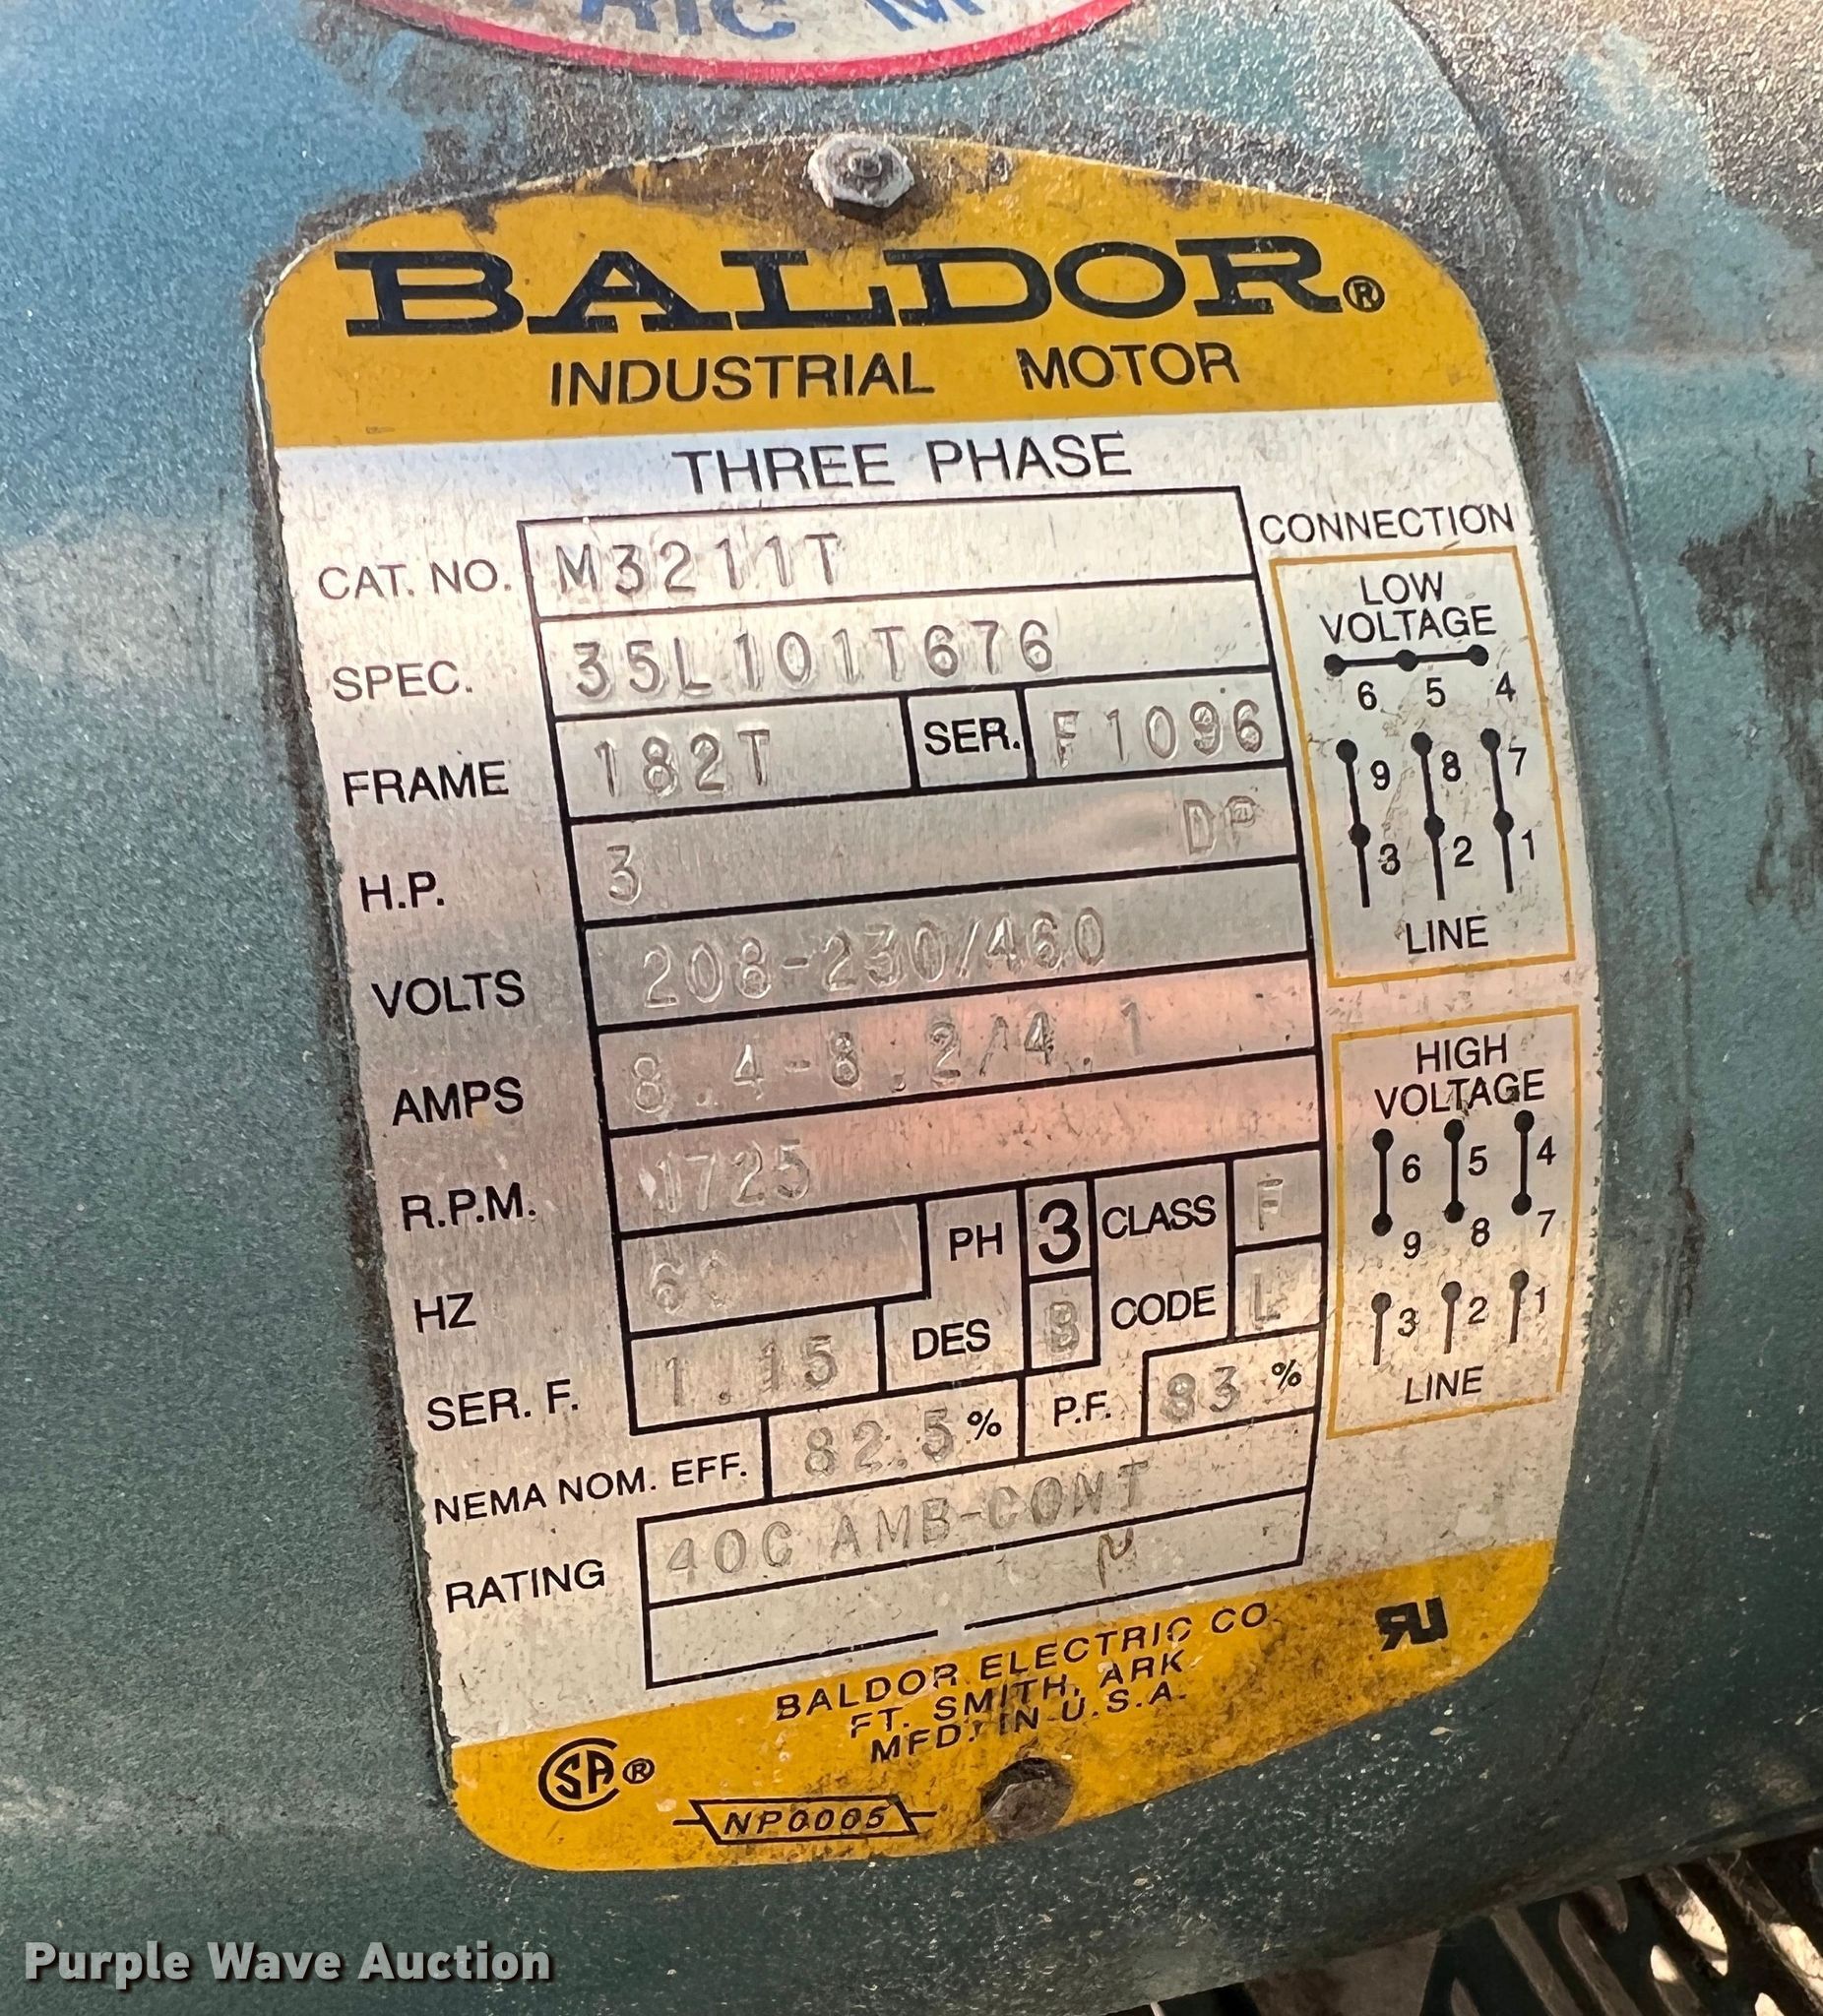 RIC M
BALDOR®
INDUSTRIAL MOTOR
THREE PHASE
CAT. NO. M3211T
SPEC. 35L101T676
FRAME 182T SER. F1096
H.P. 3 DP
VOLTS 208-230/460
AMPS 8.4-8.2/4.1
R.P.M. 1725
HZ 60 PH 3 CLASS F
SER. F. 1.15 DES B CODE L
NEMA NOM. EFF. 82.5% P.F. 83%
RATING 40C AMB-CONT
CONNECTION
LOW
VOLTAGE
6 5 4
9 8 7
3 2 1
LINE
HIGH
VOLTAGE
6 5 4
9 8 7
3 2 1
LINE
BALDOR ELECTRIC CO.
FT. SMITH, ARK.
MFD. IN U.S.A.
SA®
NP0005
RU
Purple Wave Auction